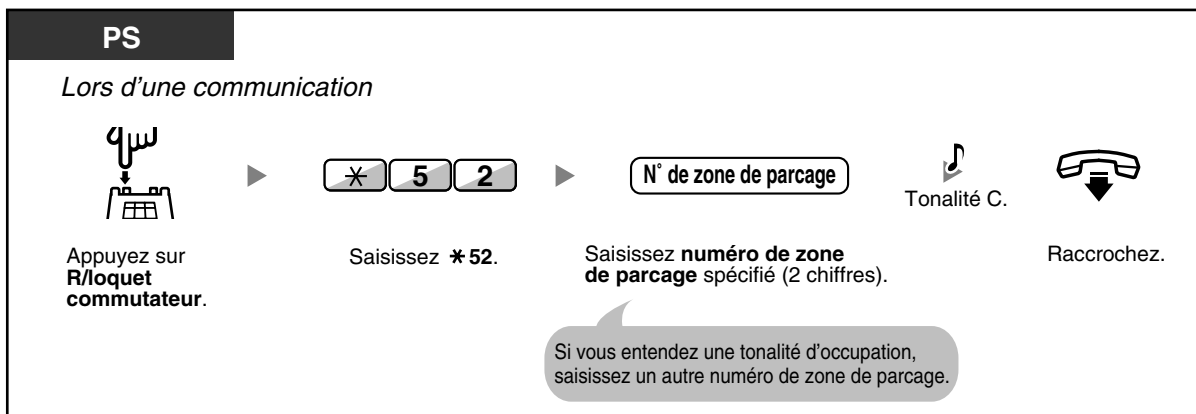 PS
Lors d'une communication
* 5 2
N° de zone de parcage
Tonalité C.
Appuyez sur
R/loquet
commutateur.
Saisissez *52.
Saisissez numéro de zone
de parcage spécifié (2 chiffres).
Raccrochez.
Si vous entendez une tonalité d'occupation,
saisissez un autre numéro de zone de parcage.